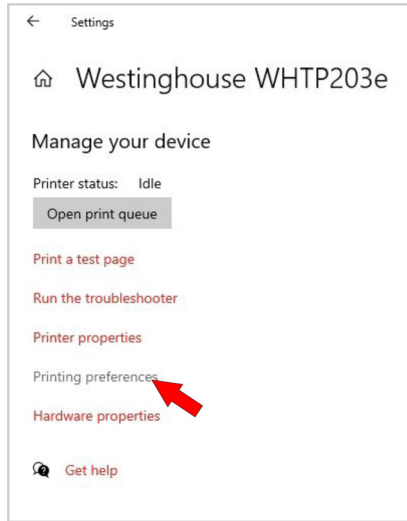 Settings
Westinghouse WHTP203e
Manage your device
Printer status: Idle
Open print queue
Print a test page
Run the troubleshooter
Printer properties
Printing preferences
Hardware properties
Get help